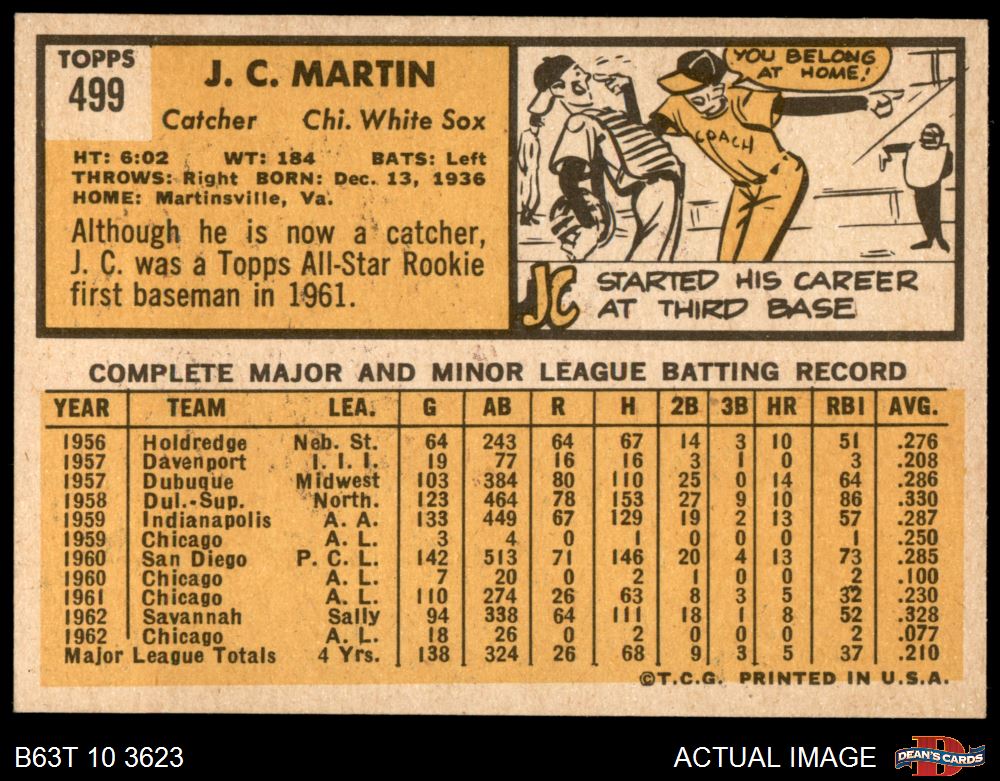 TOPPS
499
J. C. MARTIN
Catcher Chi. White Sox
HT: 6:02 WT: 184 BATS: Left
THROWS: Right BORN: Dec. 13, 1936
HOME: Martinsville, Va.
Although he is now a catcher,
J. C. was a Topps All-Star Rookie
first baseman in 1961.
YOU BELONG
AT HOME!
COACH
JC STARTED HIS CAREER
AT THIRD BASE
COMPLETE MAJOR AND MINOR LEAGUE BATTING RECORD
YEAR TEAM LEA. G AB R H 2B 3B HR RBI AVG.
1956 Holdredge Neb. St. 64 243 64 67 14 3 10 51 .276
1957 Davenport I. I. I. 19 77 16 16 3 1 0 3 .208
1957 Dubuque Midwest 103 384 80 110 25 0 14 64 .286
1958 Dul.-Sup. North. 123 464 78 153 27 9 10 86 .330
1959 Indianapolis A. A. 133 449 67 129 19 2 13 57 .287
1959 Chicago A. L. 3 4 0 1 0 0 0 1 .250
1960 San Diego P. C. L. 142 513 71 146 20 4 13 73 .285
1960 Chicago A. L. 7 20 0 2 1 0 0 2 .100
1961 Chicago A. L. 110 274 26 63 8 3 5 32 .230
1962 Savannah Sally 94 338 64 111 18 1 8 52 .328
1962 Chicago A. L. 18 26 0 2 0 0 0 2 .077
Major League Totals 4 Yrs. 138 324 26 68 9 3 5 37 .210
©T.C.G. PRINTED IN U.S.A.
B63T 10 3623 ACTUAL IMAGE
D
DEAN'S CARDS